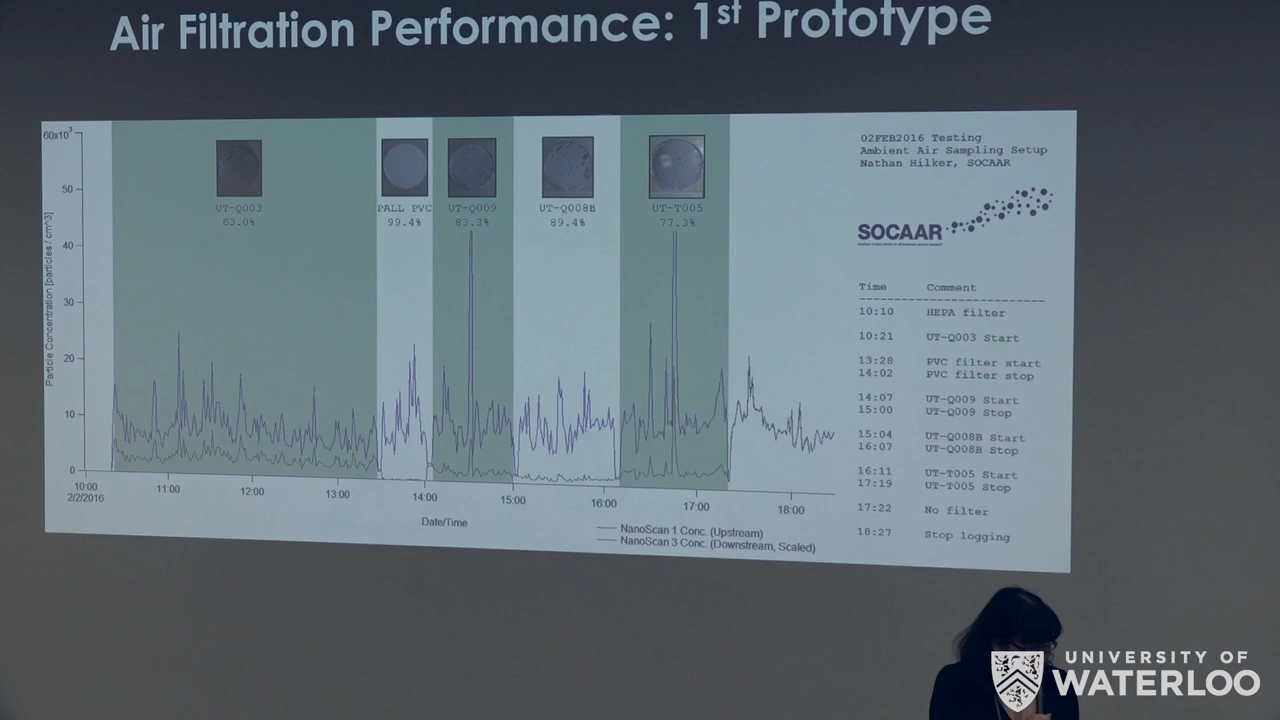 Air Filtration Performance: 1st Prototype
60x10³
50
40
30
20
10
0
Particle Concentration [particles / cm^3]
UT-Q003
63.0%
PALL PVC
99.4%
UT-Q009
83.3%
UT-Q008B
89.4%
UT-T005
77.3%
10:00
2/2/2016
11:00
12:00
13:00
14:00
15:00
16:00
17:00
18:00
Date/Time
NanoScan 1 Conc. (Upstream)
NanoScan 3 Conc. (Downstream, Scaled)
02FEB2016 Testing
Ambient Air Sampling Setup
Nathan Hilker, SOCAAR
SOCAAR
Time Comment
10:10 HEPA filter
10:21 UT-Q003 Start
13:28 PVC filter start
14:02 PVC filter stop
14:07 UT-Q009 Start
15:00 UT-Q009 Stop
15:04 UT-Q008B Start
16:07 UT-Q008B Stop
16:11 UT-T005 Start
17:19 UT-T005 Stop
17:22 No filter
18:27 Stop logging
UNIVERSITY OF
WATERLOO